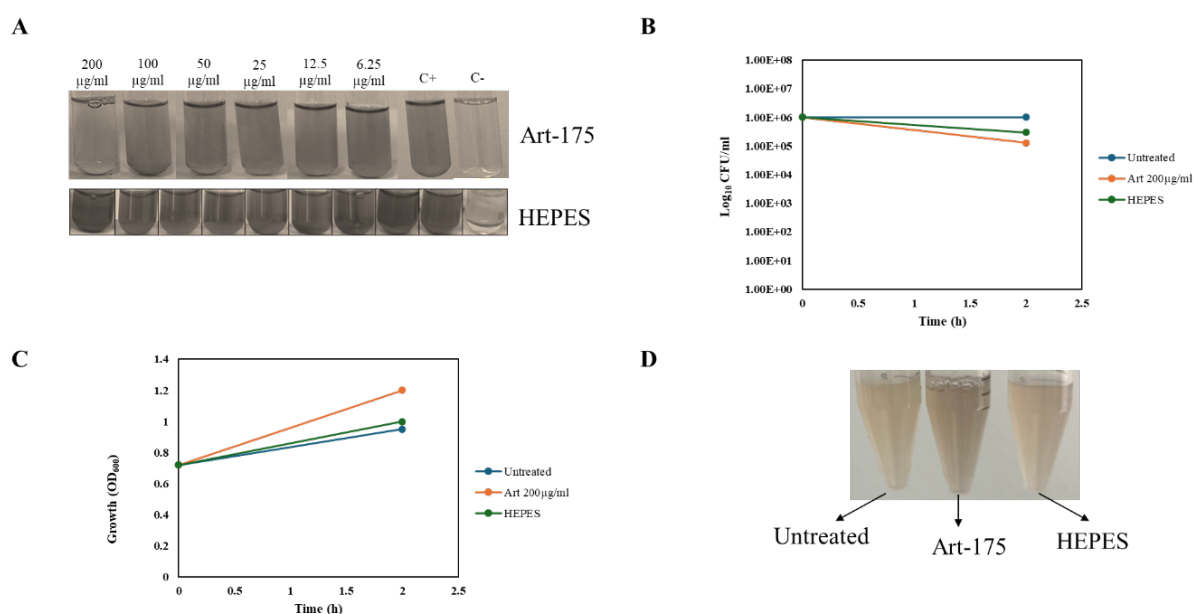 A
200 100 50 25 12.5 6.25
µg/ml µg/ml µg/ml µg/ml µg/ml µg/ml C+ C-
Art-175
HEPES
B
1.00E+08
1.00E+07
1.00E+06
1.00E+05
1.00E+04
1.00E+03
1.00E+02
1.00E+01
1.00E+00
Log10 CFU/ml
0 0.5 1 1.5 2 2.5
Time (h)
Untreated
Art 200µg/ml
HEPES
C
1.4
1.2
1
0.8
0.6
0.4
0.2
0
Growth (OD600)
0 0.5 1 1.5 2 2.5
Time (h)
Untreated
Art 200µg/ml
HEPES
D
Untreated
Art-175
HEPES